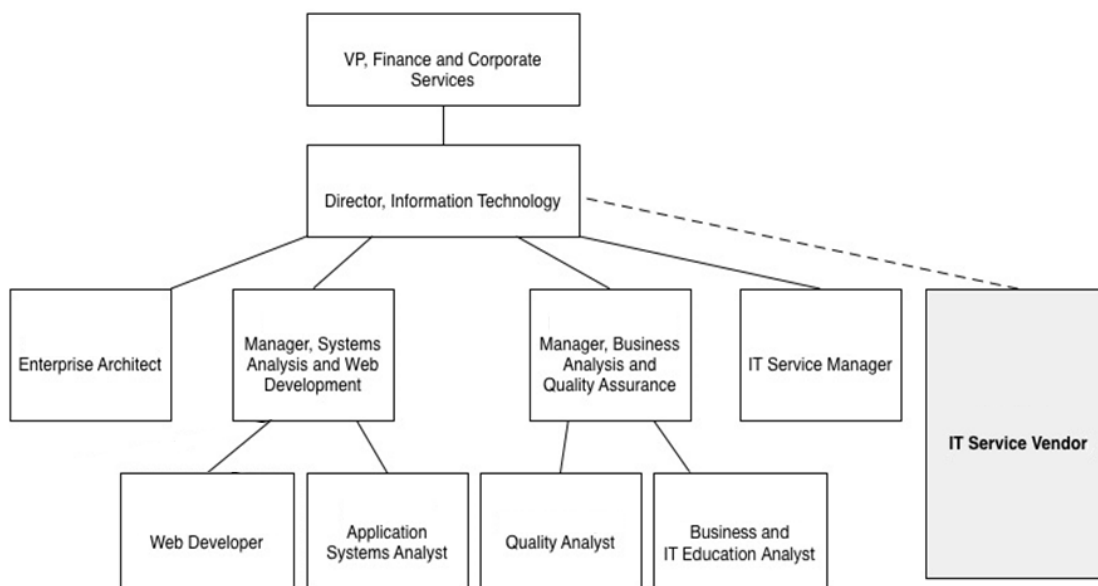 VP, Finance and Corporate
Services
Director, Information Technology
Enterprise Architect
Manager, Systems
Analysis and Web
Development
Manager, Business
Analysis and
Quality Assurance
IT Service Manager
IT Service Vendor
Web Developer
Application
Systems Analyst
Quality Analyst
Business and
IT Education Analyst